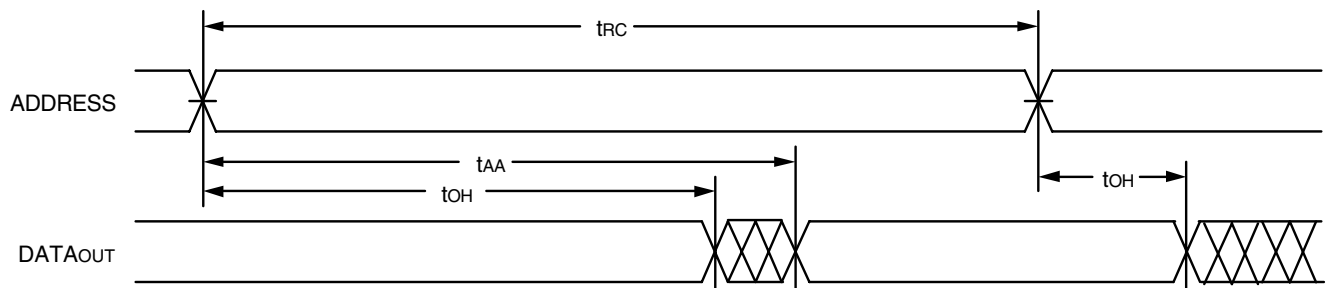 tRC
ADDRESS
tAA
tOH
tOH
DATAOUT